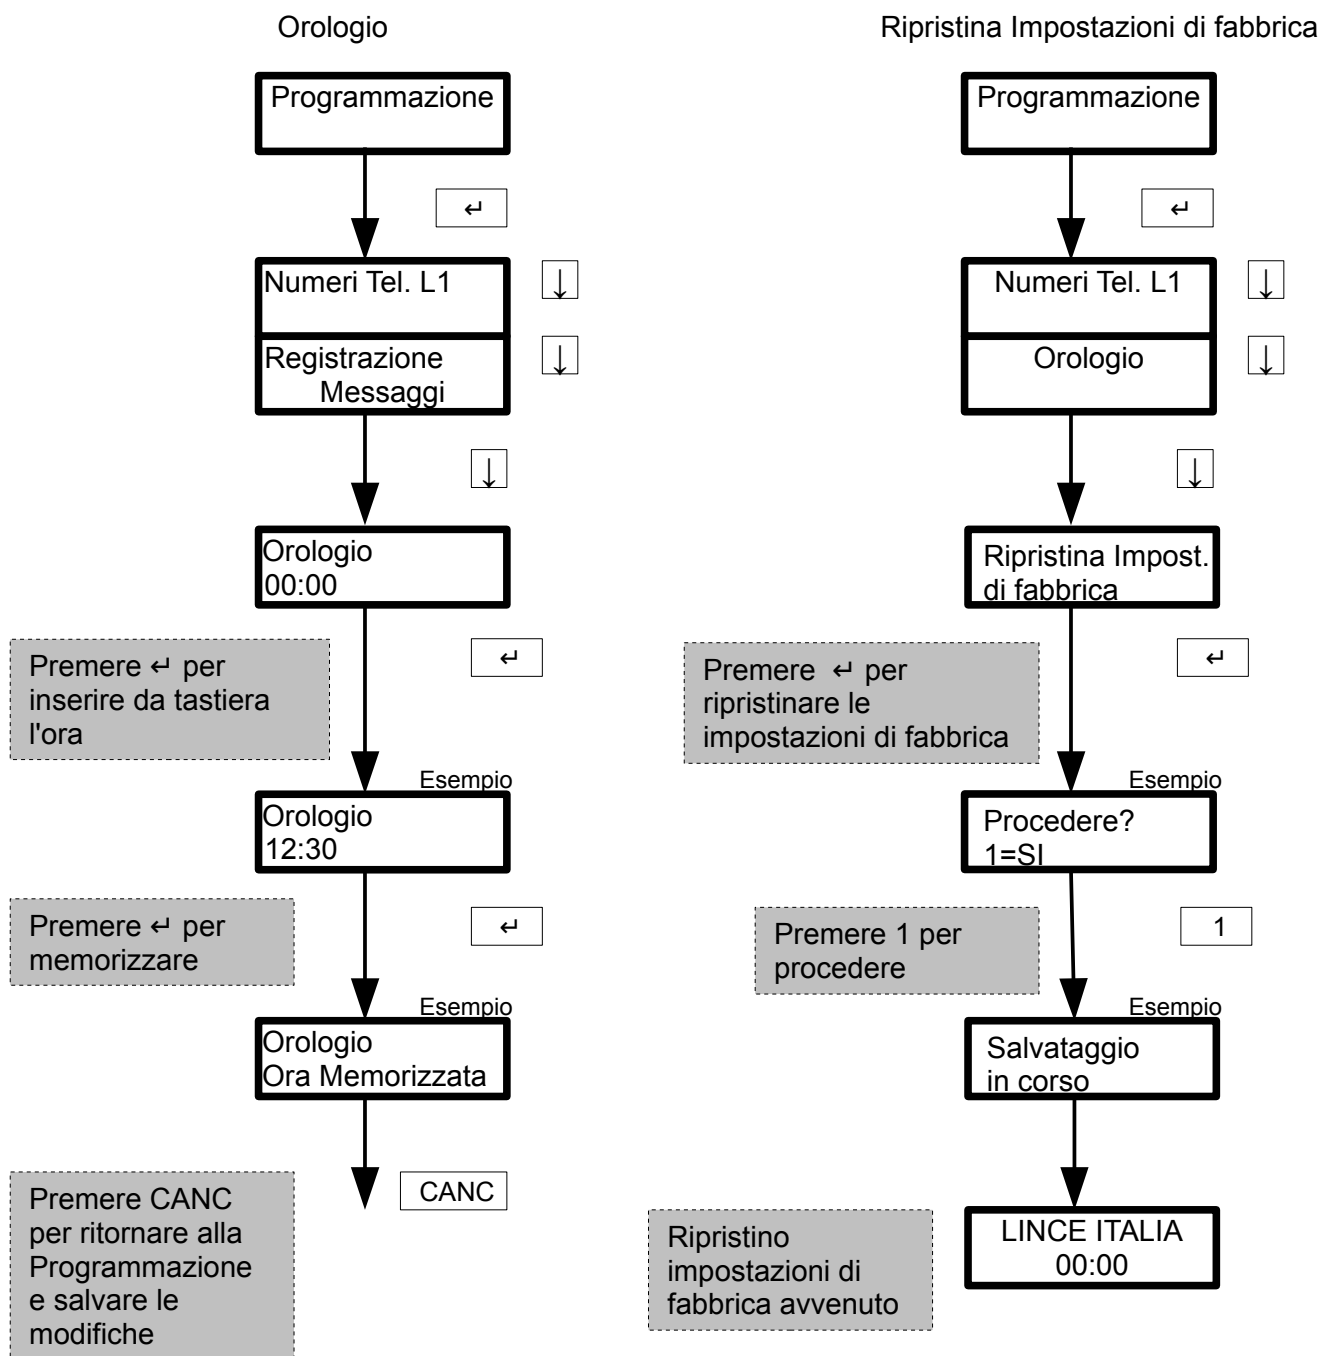 Orologio
Programmazione
↵
Numeri Tel. L1
↓
Registrazione
Messaggi
↓
↓
Orologio
00:00
Premere ↵ per
inserire da tastiera
l'ora
↵
Esempio
Orologio
12:30
Premere ↵ per
memorizzare
↵
Esempio
Orologio
Ora Memorizzata
Premere CANC
per ritornare alla
Programmazione
e salvare le
modifiche
CANC
Ripristina Impostazioni di fabbrica
Programmazione
↵
Numeri Tel. L1
↓
Orologio
↓
↓
Ripristina Impost.
di fabbrica
Premere ↵ per
ripristinare le
impostazioni di fabbrica
↵
Esempio
Procedere?
1=SI
Premere 1 per
procedere
1
Esempio
Salvataggio
in corso
Ripristino
impostazioni di
fabbrica avvenuto
LINCE ITALIA
00:00